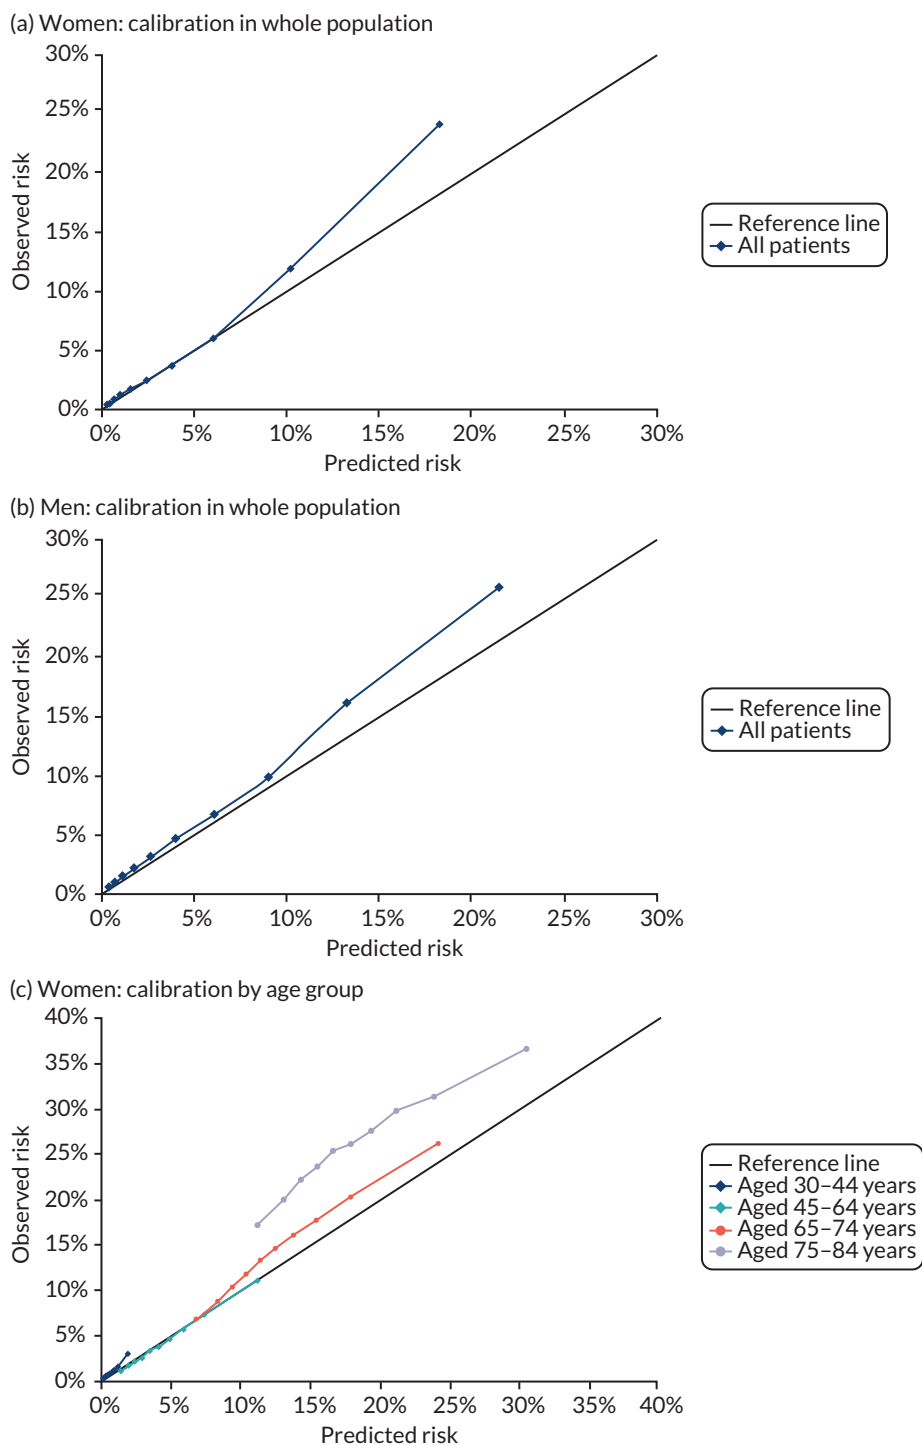 (a) Women: calibration in whole population
30%
25%
20%
15%
10%
5%
0%
Observed risk
0% 5% 10% 15% 20% 25% 30%
Predicted risk
Reference line
All patients
(b) Men: calibration in whole population
30%
25%
20%
15%
10%
5%
0%
Observed risk
0% 5% 10% 15% 20% 25% 30%
Predicted risk
Reference line
All patients
(c) Women: calibration by age group
40%
35%
30%
25%
20%
15%
10%
5%
0%
Observed risk
0% 5% 10% 15% 20% 25% 30% 35% 40%
Predicted risk
Reference line
Aged 30–44 years
Aged 45–64 years
Aged 65–74 years
Aged 75–84 years